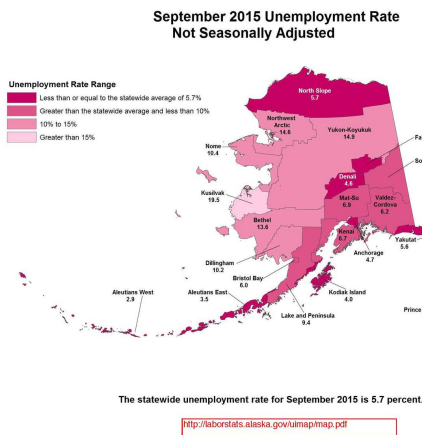 September 2015 Unemployment Rate
Not Seasonally Adjusted
Unemployment Rate Range
Less than or equal to the statewide average of 5.7%
Greater than the statewide average and less than 10%
10% to 15%
Greater than 15%
North Slope
5.7
Northwest
Arctic
14.6
Yukon-Koyukuk
14.9
Nome
10.4
Fa
So
Denali
Kusilvak
19.5
Mat-Su
6.9
Valdez-
Cordova
6.2
Bethel
13.6
Kenai
6.7
Yakutat
5.6
Anchorage
4.7
Dillingham
10.2
Bristol Bay
6.0
Aleutians West
2.9
Aleutians East
3.5
Kodiak Island
4.0
Lake and Peninsula
9.4
Prince
The statewide unemployment rate for September 2015 is 5.7 percent.
http://laborstats.alaska.gov/uimap/map.pdf